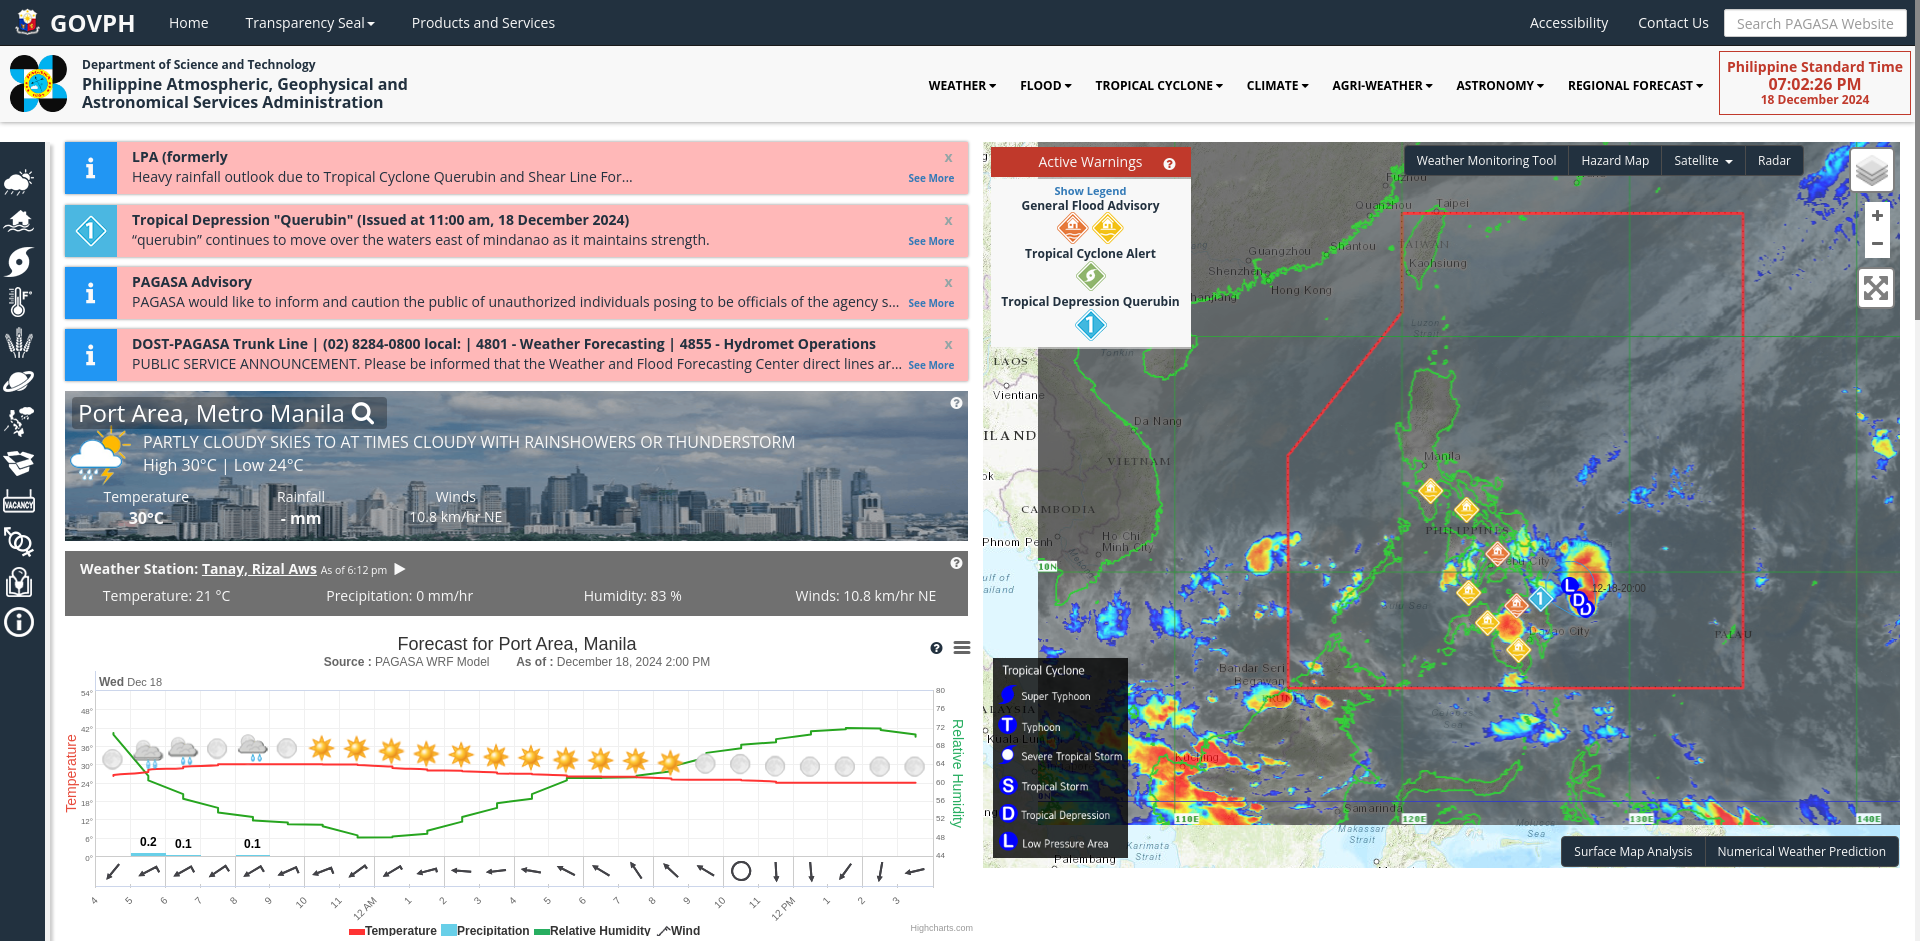 GOVPH
Home
Transparency Seal
Products and Services
Accessibility
Contact Us
Search PAGASA Website
Department of Science and Technology
Philippine Atmospheric, Geophysical and
Astronomical Services Administration
WEATHER
FLOOD
TROPICAL CYCLONE
CLIMATE
AGRI-WEATHER
ASTRONOMY
REGIONAL FORECAST
Philippine Standard Time
07:02:26 PM
18 December 2024
LPA (formerly
x
Heavy rainfall outlook due to Tropical Cyclone Querubin and Shear Line For...
See More
Tropical Depression "Querubin" (Issued at 11:00 am, 18 December 2024)
x
“querubin” continues to move over the waters east of mindanao as it maintains strength.
See More
PAGASA Advisory
x
PAGASA would like to inform and caution the public of unauthorized individuals posing to be officials of the agency s...
See More
DOST-PAGASA Trunk Line | (02) 8284-0800 local: | 4801 - Weather Forecasting | 4855 - Hydromet Operations
x
PUBLIC SERVICE ANNOUNCEMENT. Please be informed that the Weather and Flood Forecasting Center direct lines ar...
See More
Port Area, Metro Manila
PARTLY CLOUDY SKIES TO AT TIMES CLOUDY WITH RAINSHOWERS OR THUNDERSTORM
High 30°C | Low 24°C
Temperature
Rainfall
Winds
30°C
- mm
10.8 km/hr NE
Weather Station: Tanay, Rizal Aws As of 6:12 pm
Temperature: 21 °C
Precipitation: 0 mm/hr
Humidity: 83 %
Winds: 10.8 km/hr NE
Forecast for Port Area, Manila
Source : PAGASA WRF Model
As of : December 18, 2024 2:00 PM
Wed Dec 18
Temperature
54°
48°
42°
36°
30°
24°
18°
12°
6°
0°
0.2
0.1
0.1
80
76
72
68
64
60
56
52
48
44
Relative Humidity
4
5
6
7
8
9
10
11
12 AM
1
2
3
4
5
6
7
8
9
10
11
12 PM
1
2
3
Temperature
Precipitation
Relative Humidity
Wind
Highcharts.com
VACANCY
Active Warnings
Show Legend
General Flood Advisory
Tropical Cyclone Alert
Tropical Depression Querubin
1
Weather Monitoring Tool
Hazard Map
Satellite
Radar
+
−
Fuzhou
Quanzhou
Taipei
Guangzhou
Shantou
TAIWAN
Shenzhen
Kaohsiung
Hong Kong
Luzon
Strait
Tonkin
LAOS
Vientiane
Da Nang
ILAND
VIETNAM
Manila
ok
CAMBODIA
PHILIPPINES
Phnom Penh
Ho Chi
Minh City
10N
ulf of
ailand
12-18-20:00
Sulu Sea
Davao City
PALAU
Bandar Seri
Begawan
ALAYSIA
Kuala Lum
Kuching
Samarinda
110E
120E
130E
140E
Makassar
Strait
Sea
Karimata
Strait
Palembang
Tropical Cyclone
Super Typhoon
T Typhoon
Severe Tropical Storm
S Tropical Storm
D Tropical Depression
L Low Pressure Area
L
D
D
1
Surface Map Analysis
Numerical Weather Prediction